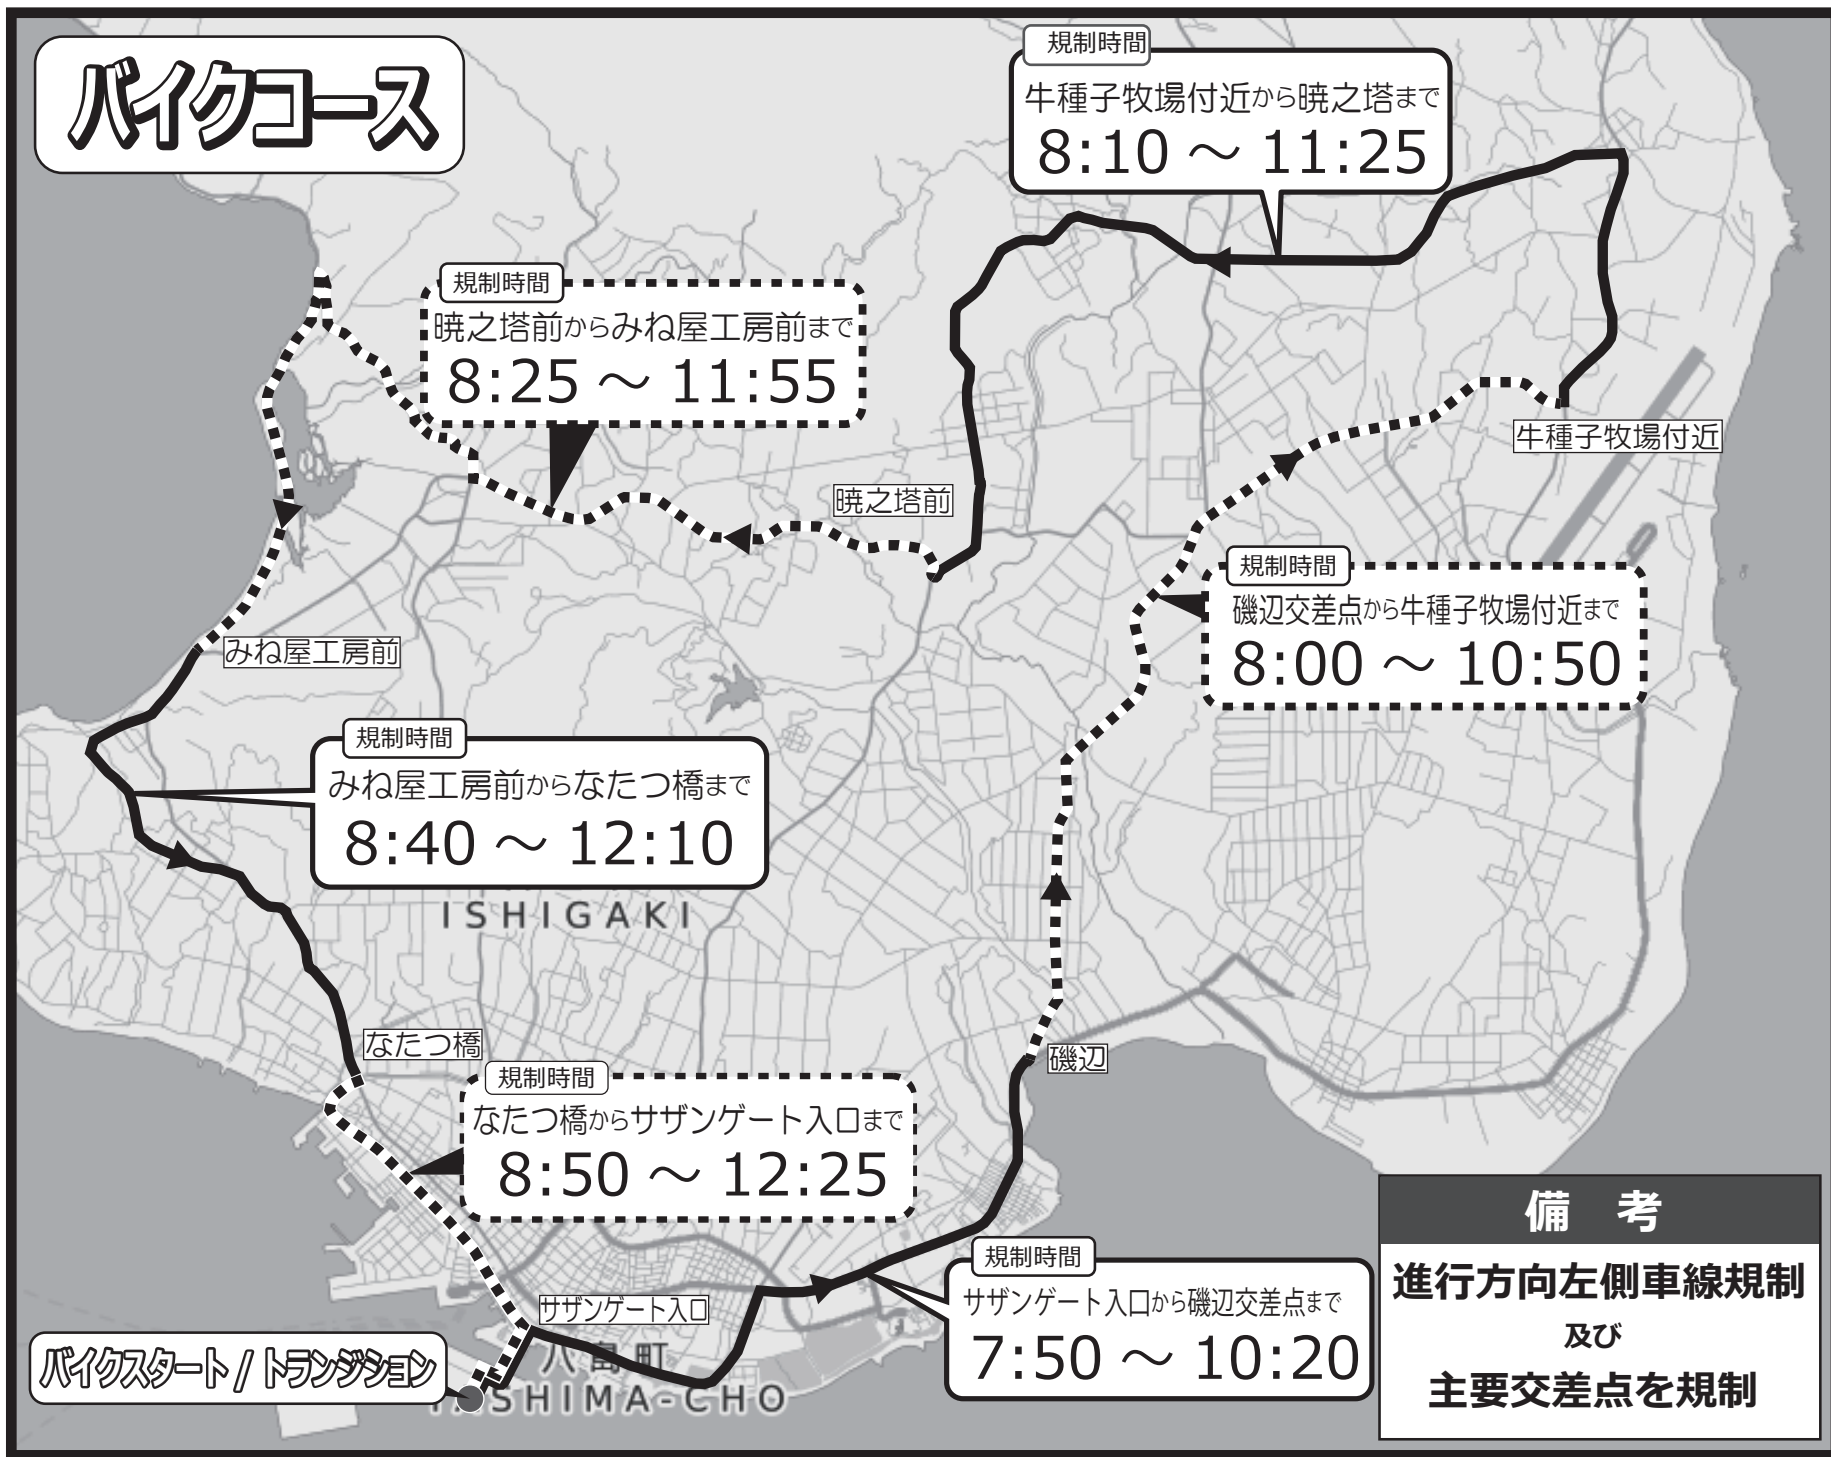 バイクコース
規制時間
牛種子牧場付近から暁之塔まで
8:10 ～ 11:25
規制時間
暁之塔前からみね屋工房前まで
8:25 ～ 11:55
牛種子牧場付近
暁之塔前
規制時間
磯辺交差点から牛種子牧場付近まで
8:00 ～ 10:50
みね屋工房前
規制時間
みね屋工房前からなたつ橋まで
8:40 ～ 12:10
ISHIGAKI
なたつ橋
磯辺
規制時間
なたつ橋からサザンゲート入口まで
8:50 ～ 12:25
規制時間
サザンゲート入口から磯辺交差点まで
7:50 ～ 10:20
サザンゲート入口
八島町
YASHIMA-CHO
バイクスタート / トランジション
備 考
進行方向左側車線規制
及び
主要交差点を規制